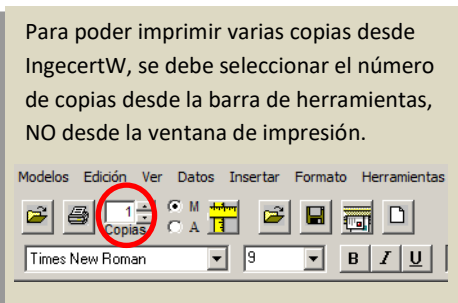 Para poder imprimir varias copias desde
IngecertW, se debe seleccionar el número
de copias desde la barra de herramientas,
NO desde la ventana de impresión.
Modelos Edición Ver Datos Insertar Formato Herramientas
1 M
Copias A
Times New Roman 9 B I U